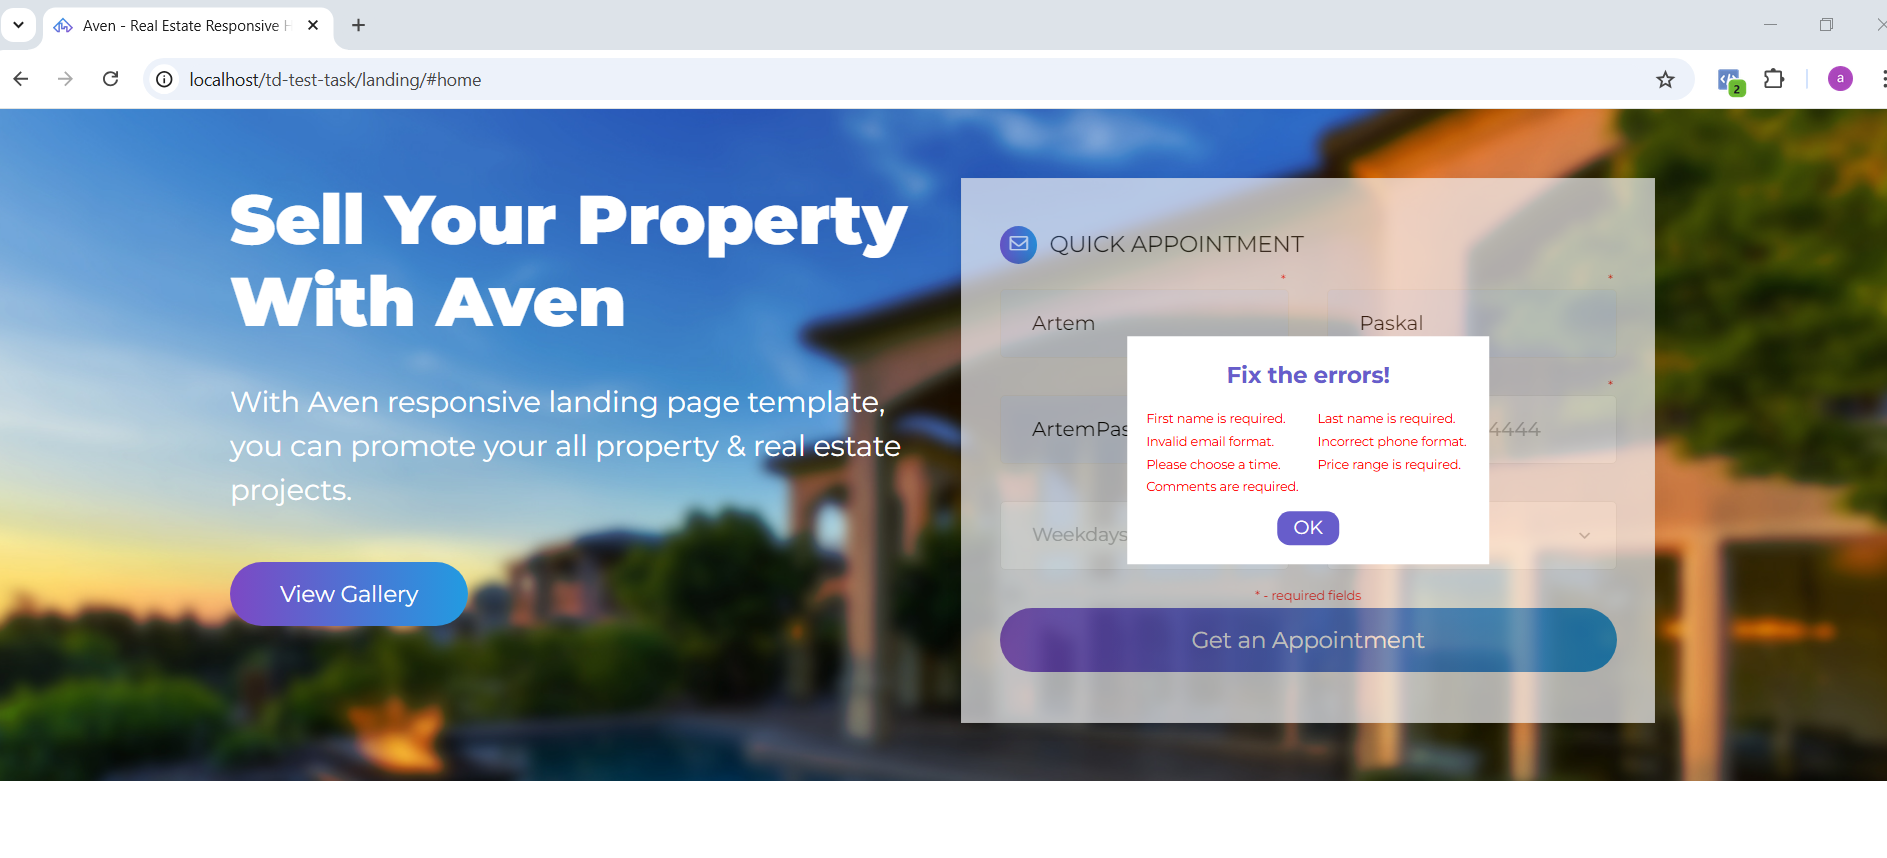 Aven - Real Estate Responsive H
localhost/td-test-task/landing/#home
2
a
Sell Your Property
With Aven
With Aven responsive landing page template,
you can promote your all property & real estate
projects.
View Gallery
QUICK APPOINTMENT
* *
Artem Paskal
*
ArtemPas 4444
Weekdays
Fix the errors!
First name is required. Last name is required.
Invalid email format. Incorrect phone format.
Please choose a time. Price range is required.
Comments are required.
OK
* - required fields
Get an Appointment